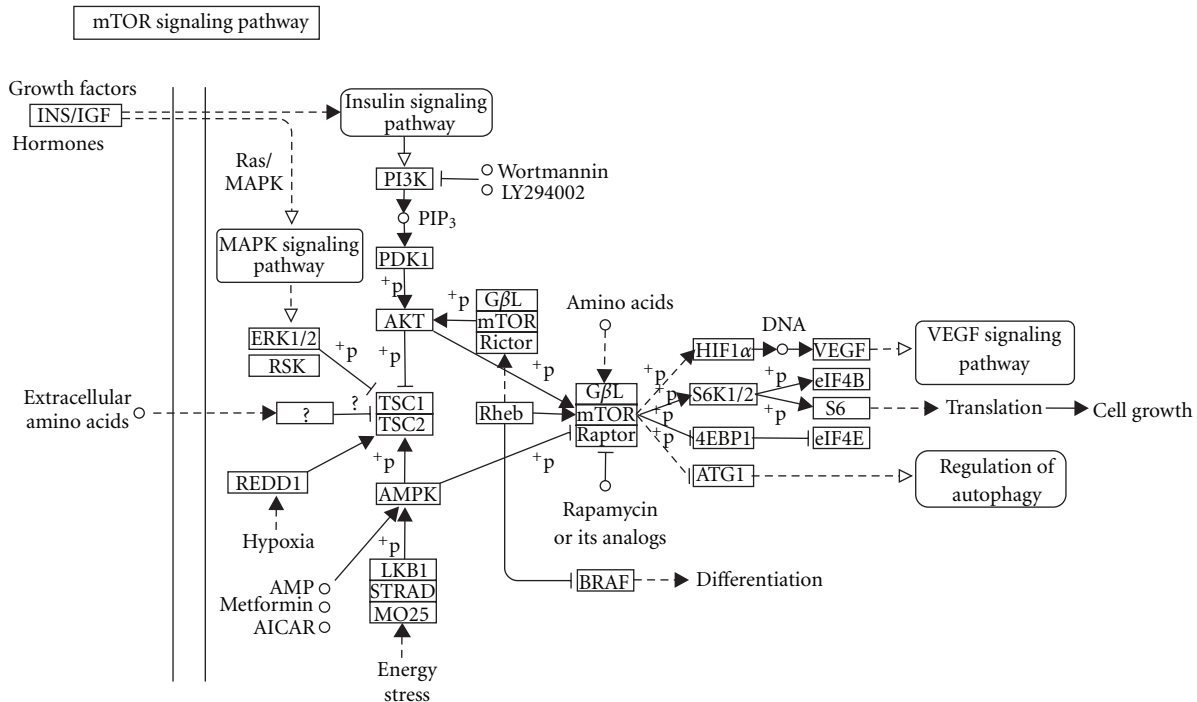 mTOR signaling pathway
Growth factors
INS/IGF
Hormones
Insulin signaling
pathway
Ras/
MAPK
PI3K
Wortmannin
LY294002
PIP₃
MAPK signaling
pathway
PDK1
+p
+p
GβL
mTOR
Rictor
AKT
Amino acids
DNA
ERK1/2
RSK
+p
+p
+p
HIF1α
VEGF
VEGF signaling
pathway
+p
+p
+p
+p
GβL
mTOR
Raptor
S6K1/2
+p
+p
eIF4B
S6
Translation
Cell growth
Extracellular
amino acids
?
?
TSC1
TSC2
Rheb
4EBP1
eIF4E
+p
+p
REDD1
AMPK
ATG1
Regulation of
autophagy
Hypoxia
Rapamycin
or its analogs
+p
AMP
Metformin
AICAR
LKB1
STRAD
MO25
BRAF
Differentiation
Energy
stress